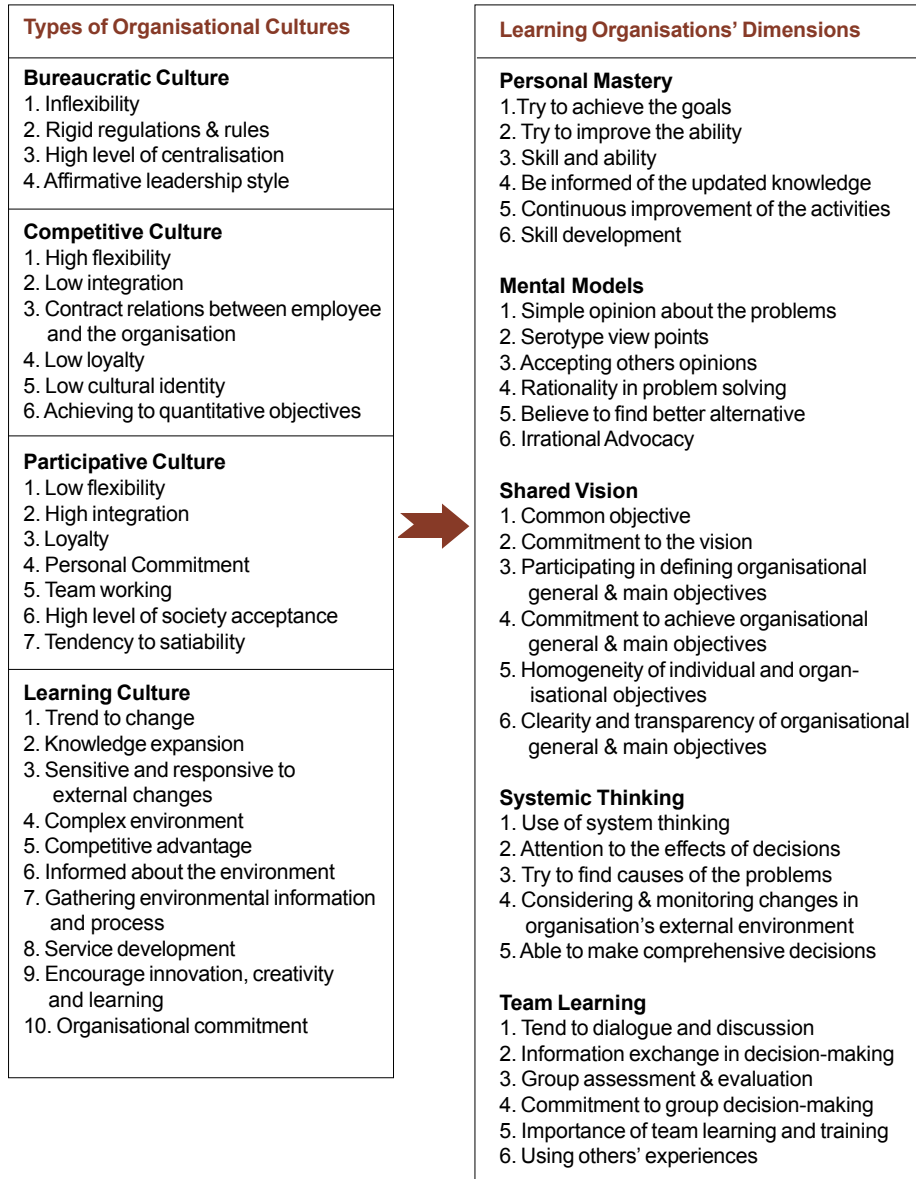 Types of Organisational Cultures
Bureaucratic Culture
1. Inflexibility
2. Rigid regulations & rules
3. High level of centralisation
4. Affirmative leadership style
Competitive Culture
1. High flexibility
2. Low integration
3. Contract relations between employee
and the organisation
4. Low loyalty
5. Low cultural identity
6. Achieving to quantitative objectives
Participative Culture
1. Low flexibility
2. High integration
3. Loyalty
4. Personal Commitment
5. Team working
6. High level of society acceptance
7. Tendency to satiability
Learning Culture
1. Trend to change
2. Knowledge expansion
3. Sensitive and responsive to
external changes
4. Complex environment
5. Competitive advantage
6. Informed about the environment
7. Gathering environmental information
and process
8. Service development
9. Encourage innovation, creativity
and learning
10. Organisational commitment
Learning Organisations’ Dimensions
Personal Mastery
1.Try to achieve the goals
2. Try to improve the ability
3. Skill and ability
4. Be informed of the updated knowledge
5. Continuous improvement of the activities
6. Skill development
Mental Models
1. Simple opinion about the problems
2. Serotype view points
3. Accepting others opinions
4. Rationality in problem solving
5. Believe to find better alternative
6. Irrational Advocacy
Shared Vision
1. Common objective
2. Commitment to the vision
3. Participating in defining organisational
general & main objectives
4. Commitment to achieve organisational
general & main objectives
5. Homogeneity of individual and organ-
isational objectives
6. Clearity and transparency of organisational
general & main objectives
Systemic Thinking
1. Use of system thinking
2. Attention to the effects of decisions
3. Try to find causes of the problems
4. Considering & monitoring changes in
organisation’s external environment
5. Able to make comprehensive decisions
Team Learning
1. Tend to dialogue and discussion
2. Information exchange in decision-making
3. Group assessment & evaluation
4. Commitment to group decision-making
5. Importance of team learning and training
6. Using others’ experiences